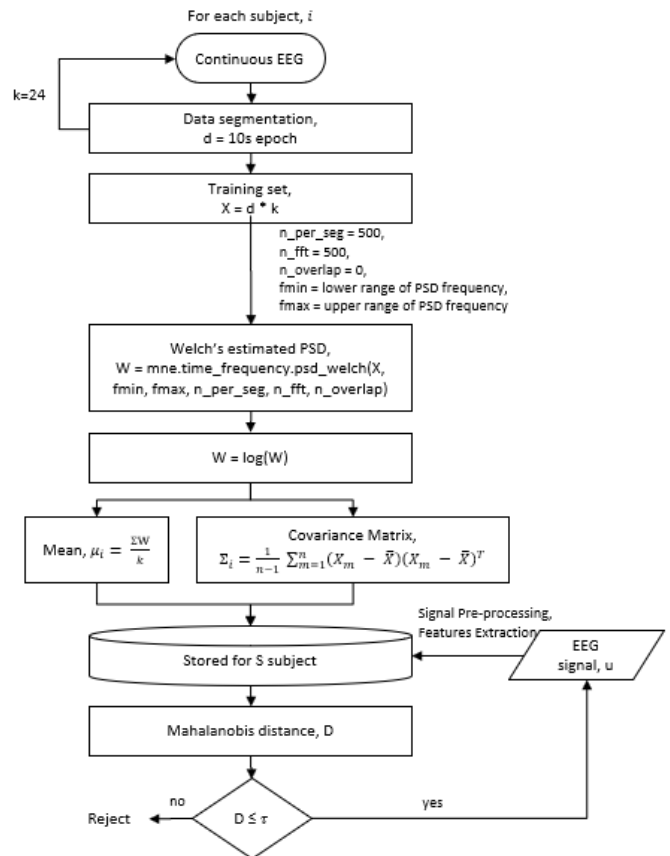 For each subject, i
Continuous EEG
k=24
Data segmentation,
d = 10s epoch
Training set,
X = d * k
n_per_seg = 500,
n_fft = 500,
n_overlap = 0,
fmin = lower range of PSD frequency,
fmax = upper range of PSD frequency
Welch's estimated PSD,
W = mne.time_frequency.psd_welch(X,
fmin, fmax, n_per_seg, n_fft, n_overlap)
W = log(W)
Mean, μᵢ = ΣW/k
Covariance Matrix,
Σᵢ = 1/(n−1) Σⁿₘ₌₁(Xₘ − X̄)(Xₘ − X̄)ᵀ
Signal Pre-processing,
Features Extraction
EEG
signal, u
Stored for S subject
Mahalanobis distance, D
no
yes
Reject
D ≤ τ